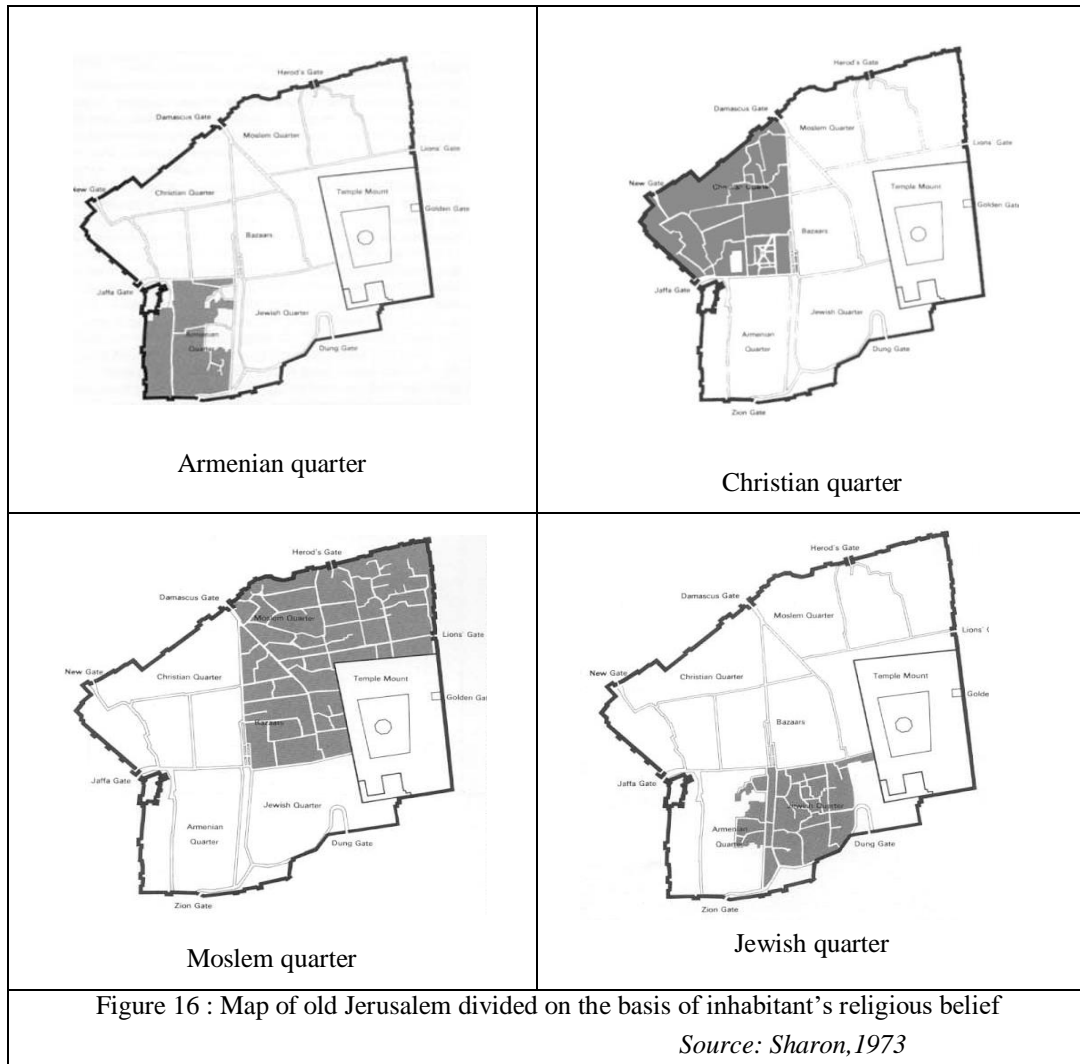 Herod's Gate
Damascus Gate
Moslem Quarter
Lions' Gate
New Gate
Christian Quarter
Temple Mount
Golden Gate
Bazaars
Jaffa Gate
Jewish Quarter
Armenian
Quarter
Dung Gate
Armenian quarter
Damascus Gate
Moslem Quarter
Lions' Gate
New Gate
Christian Quarter
Temple Mount
Golden Gate
Bazaars
Jaffa Gate
Jewish Quarter
Armenian
Quarter
Dung Gate
Zion Gate
Christian quarter
Herod's Gate
Damascus Gate
Moslem Quarter
Lions' Gate
New Gate
Christian Quarter
Temple Mount
Golden Gat
Bazaars
Jaffa Gate
Jewish Quarter
Armenian
Quarter
Dung Gate
Zion Gate
Moslem quarter
Herod's Gate
Damascus Gate
Moslem Quarter
Lions'
New Gate
Christian Quarter
Temple Mount
Golden
Bazaars
Jaffa Gate
Jewish Quarter
Armenian
Quarter
Dung Gate
Zion Gate
Jewish quarter
Figure 16 : Map of old Jerusalem divided on the basis of inhabitant's religious belief
Source: Sharon,1973